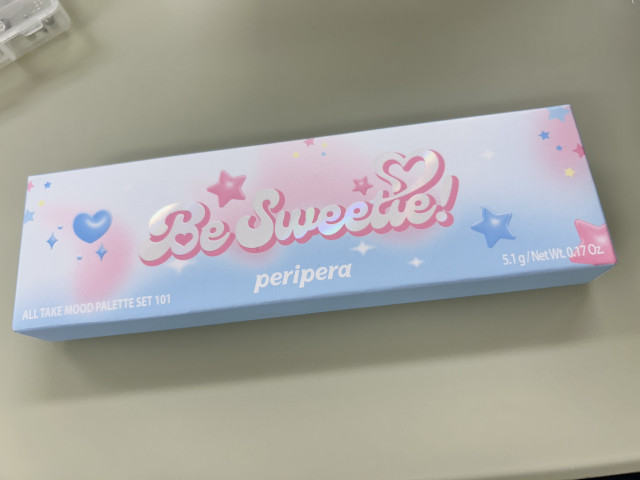 Be Sweetie!
peripera
ALL TAKE MOOD PALETTE SET 101
5.1 g / Net Wt. 0.17 Oz.